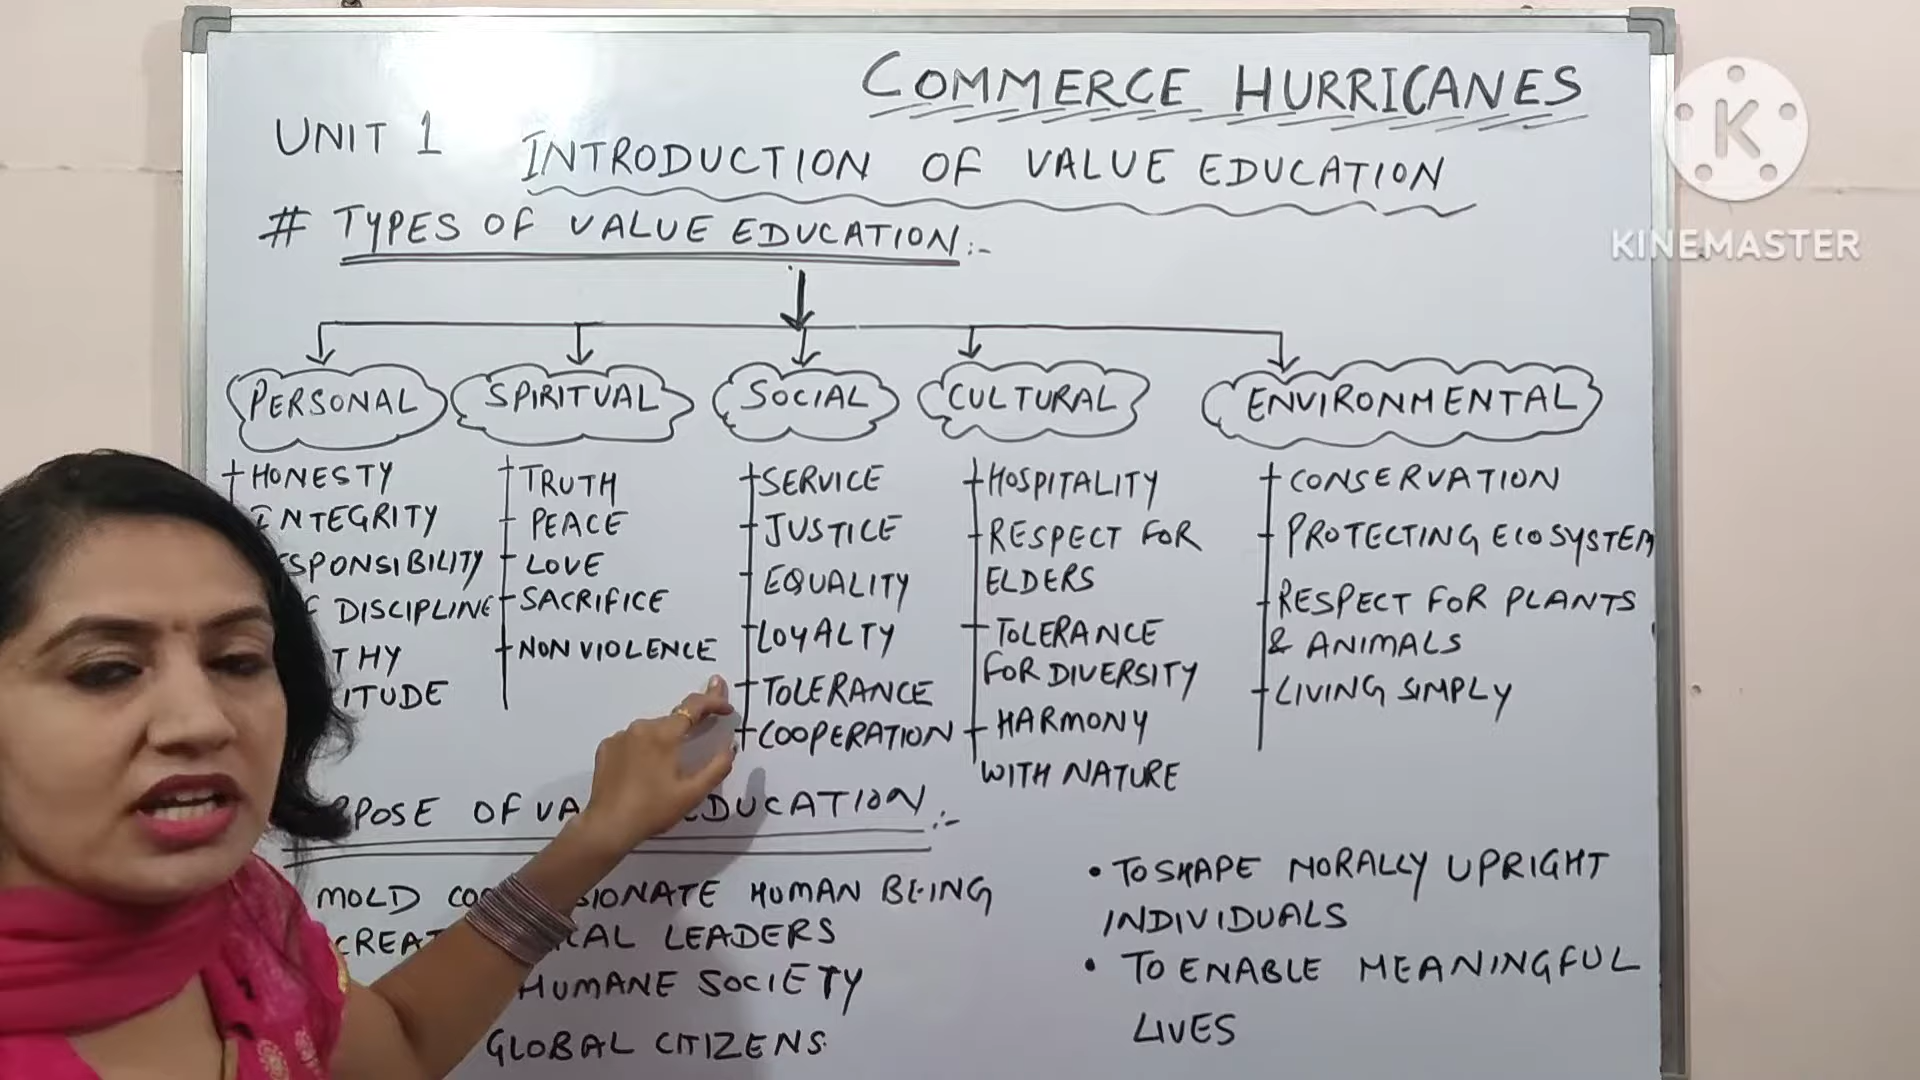 COMMERCE HURRICANES
UNIT 1 INTRODUCTION OF VALUE EDUCATION
# TYPES OF VALUE EDUCATION :-
KINEMASTER
PERSONAL
HONESTY
INTEGRITY
DISCIPLINE
SPIRITUAL
TRUTH
PEACE
LOVE
SACRIFICE
NON VIOLENCE
SOCIAL
SERVICE
JUSTICE
EQUALITY
LOYALTY
TOLERANCE
COOPERATION
CULTURAL
HOSPITALITY
RESPECT FOR
ELDERS
TOLERANCE
FOR DIVERSITY
HARMONY
WITH NATURE
ENVIRONMENTAL
CONSERVATION
PROTECTING ECOSYSTEM
RESPECT FOR PLANTS
& ANIMALS
LIVING SIMPLY
OF EDUCATION :-
MOLD HUMAN BEING
LEADERS
HUMANE SOCIETY
GLOBAL CITIZENS
• TO SHAPE MORALLY UPRIGHT
INDIVIDUALS
• TO ENABLE MEANINGFUL
LIVES